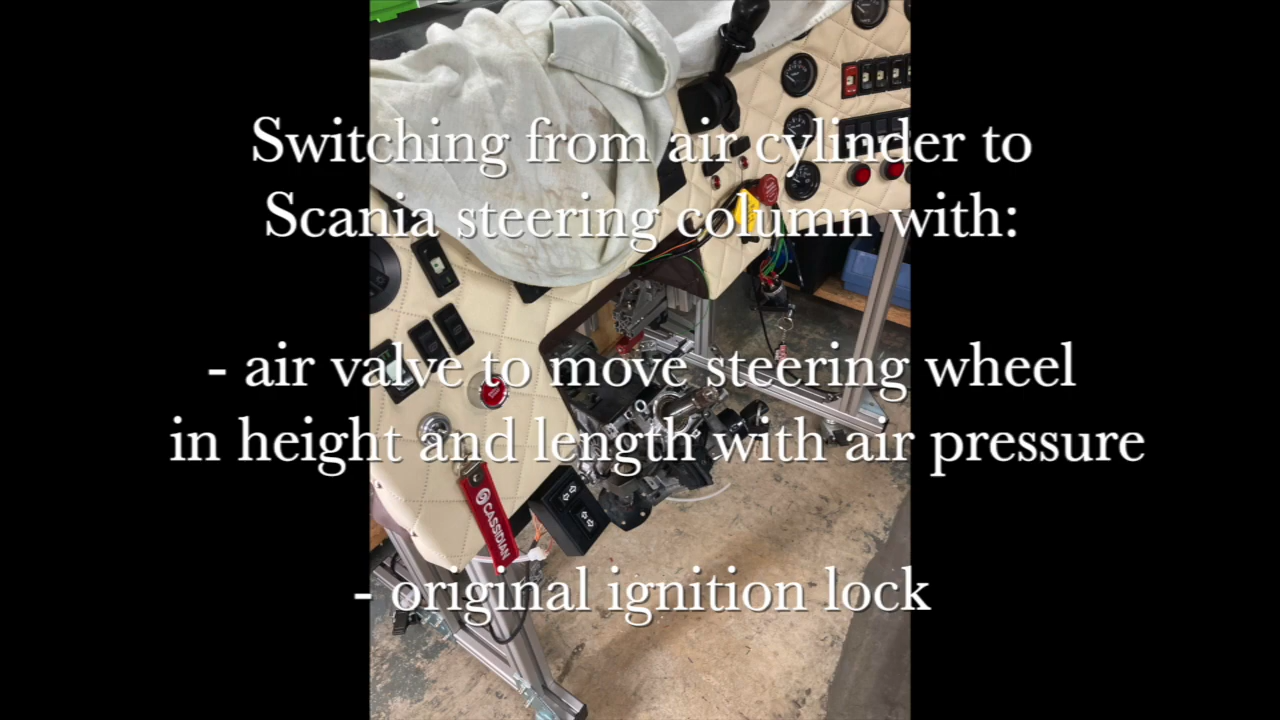 Switching from air cylinder to
Scania steering column with:
- air valve to move steering wheel
in height and length with air pressure
CASSIDIAN
- original ignition lock